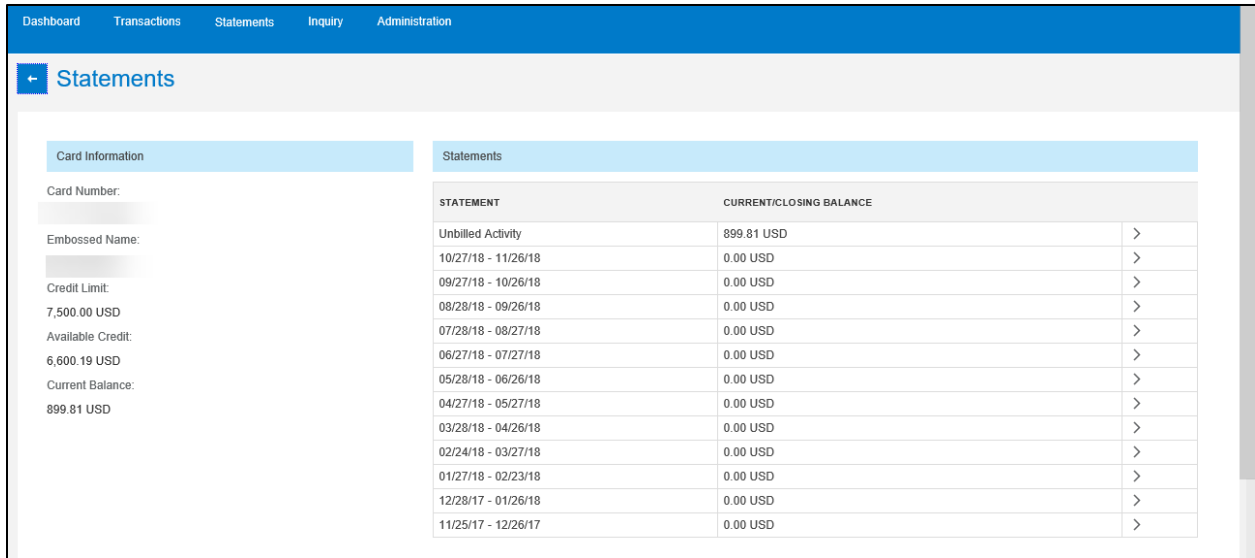 Dashboard Transactions Statements Inquiry Administration
Statements
Card Information
Card Number:
Embossed Name:
Credit Limit:
7,500.00 USD
Available Credit:
6,600.19 USD
Current Balance:
899.81 USD
Statements
STATEMENT CURRENT/CLOSING BALANCE
Unbilled Activity 899.81 USD
10/27/18 - 11/26/18 0.00 USD
09/27/18 - 10/26/18 0.00 USD
08/28/18 - 09/26/18 0.00 USD
07/28/18 - 08/27/18 0.00 USD
06/27/18 - 07/27/18 0.00 USD
05/28/18 - 06/26/18 0.00 USD
04/27/18 - 05/27/18 0.00 USD
03/28/18 - 04/26/18 0.00 USD
02/24/18 - 03/27/18 0.00 USD
01/27/18 - 02/23/18 0.00 USD
12/28/17 - 01/26/18 0.00 USD
11/25/17 - 12/26/17 0.00 USD